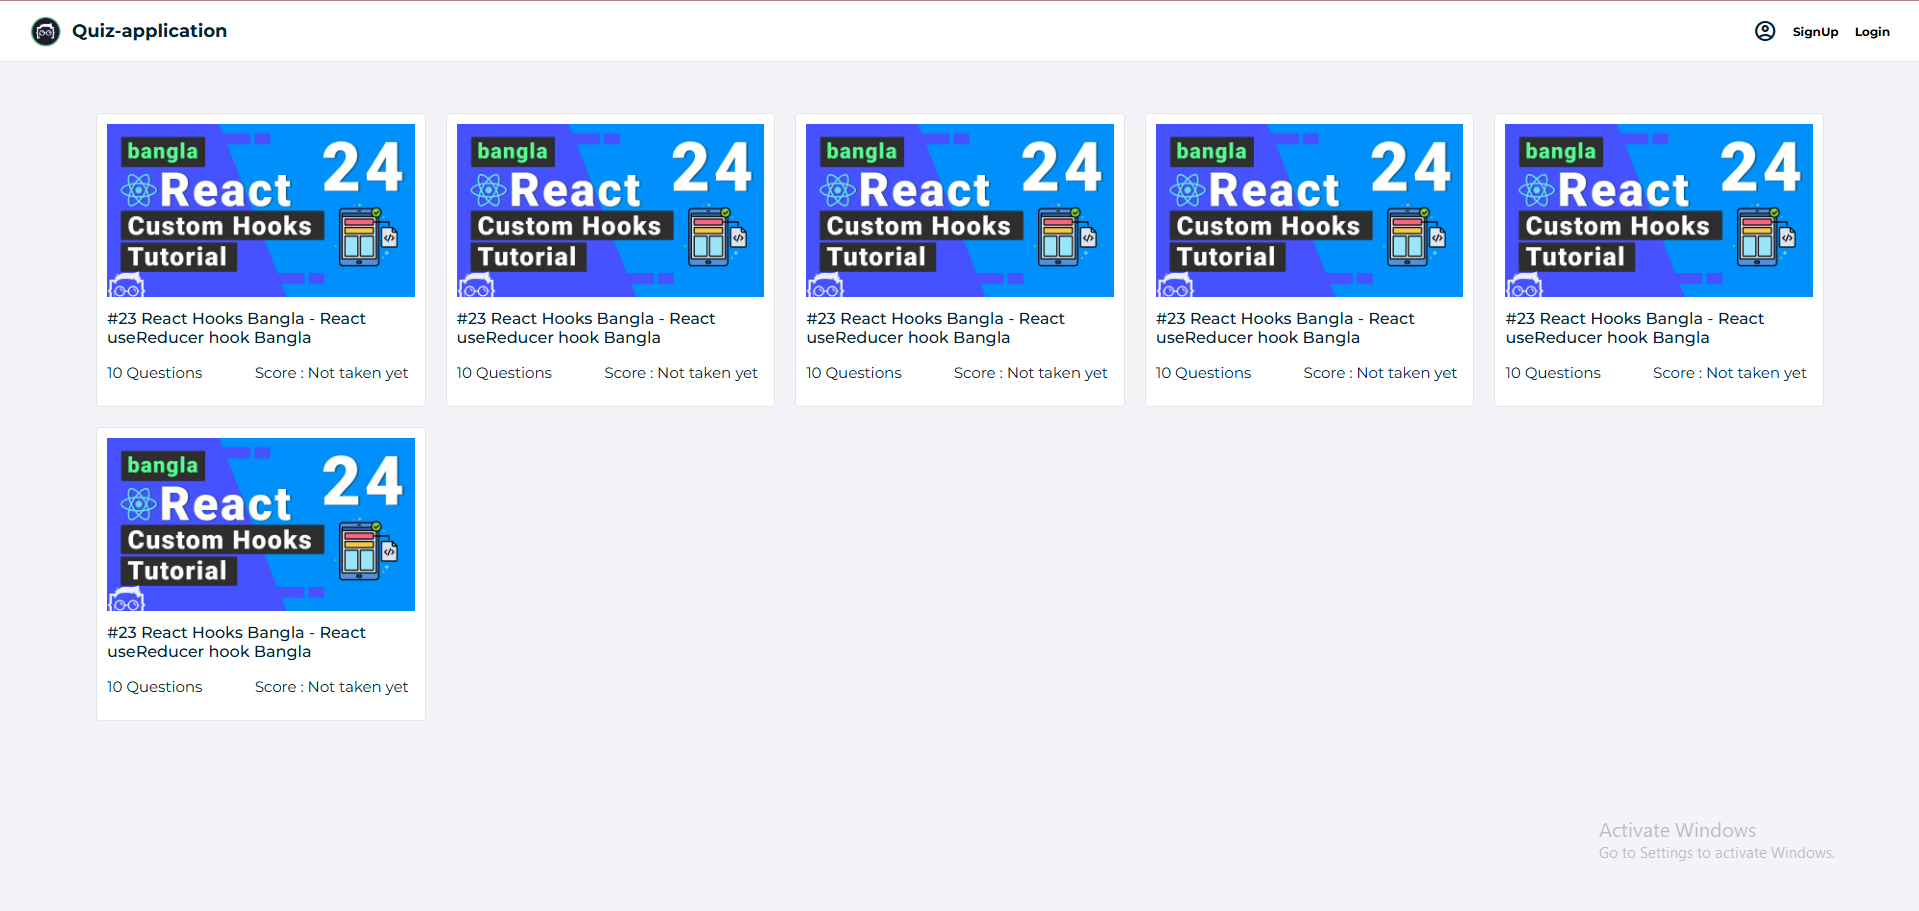 Quiz-application
SignUp Login
bangla
24
React
Custom Hooks
Tutorial
#23 React Hooks Bangla - React
useReducer hook Bangla
10 Questions Score : Not taken yet
bangla
24
React
Custom Hooks
Tutorial
#23 React Hooks Bangla - React
useReducer hook Bangla
10 Questions Score : Not taken yet
bangla
24
React
Custom Hooks
Tutorial
#23 React Hooks Bangla - React
useReducer hook Bangla
10 Questions Score : Not taken yet
bangla
24
React
Custom Hooks
Tutorial
#23 React Hooks Bangla - React
useReducer hook Bangla
10 Questions Score : Not taken yet
bangla
24
React
Custom Hooks
Tutorial
#23 React Hooks Bangla - React
useReducer hook Bangla
10 Questions Score : Not taken yet
bangla
24
React
Custom Hooks
Tutorial
#23 React Hooks Bangla - React
useReducer hook Bangla
10 Questions Score : Not taken yet
Activate Windows
Go to Settings to activate Windows.